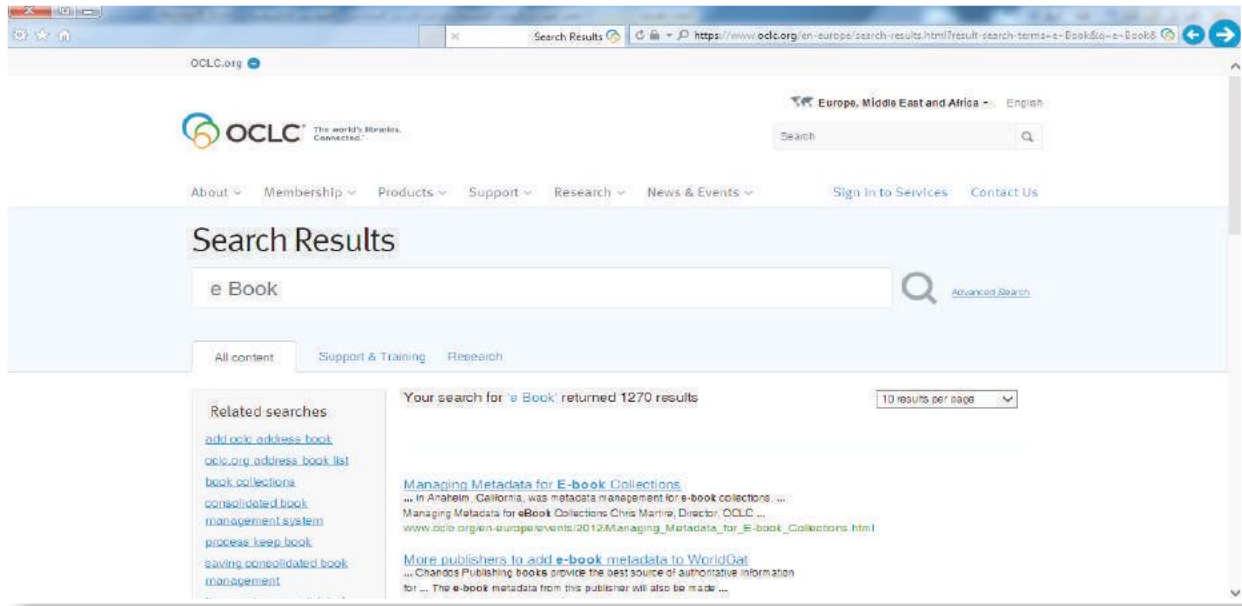 Search Results
https://www.oclc.org/en-europe/search-results.html?result-search-terms=e-Book&q=e-Book&
OCLC.org
Europe, Middle East and Africa
English
OCLC
The world's libraries.
Connected.
Search
About
Membership
Products
Support
Research
News & Events
Sign in to Services
Contact Us
Search Results
e Book
Advanced Search
All content
Support & Training
Research
Related searches
add oclc address book
oclc.org address book list
book collections
consolidated book
management system
process keep book
saving consolidated book
management
Your search for 'e Book' returned 1270 results
10 results per page
Managing Metadata for E-book Collections
... in Anaheim, California, was metadata management for e-book collections. ...
Managing Metadata for eBook Collections Chris Martire, Director, OCLC ...
www.oclc.org/en-europe/events/2012/Managing_Metadata_for_E-book_Collections.html
More publishers to add e-book metadata to WorldCat
... Chandos Publishing books provide the best source of authoritative information
for ... The e-book metadata from this publisher will also be made ...